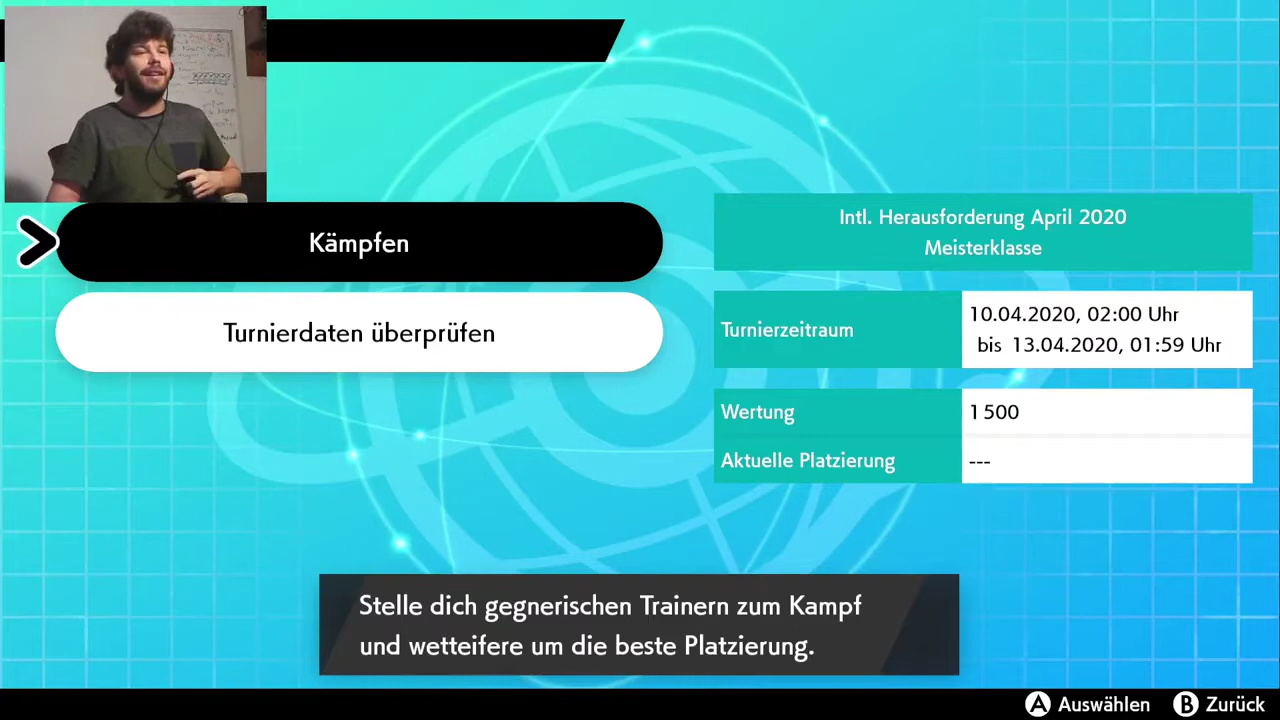 Kämpfen
Turnierdaten überprüfen
Intl. Herausforderung April 2020
Meisterklasse
Turnierzeitraum
10.04.2020, 02:00 Uhr
bis 13.04.2020, 01:59 Uhr
Wertung
1 500
Aktuelle Platzierung
---
Stelle dich gegnerischen Trainern zum Kampf
und wetteifere um die beste Platzierung.
A Auswählen B Zurück